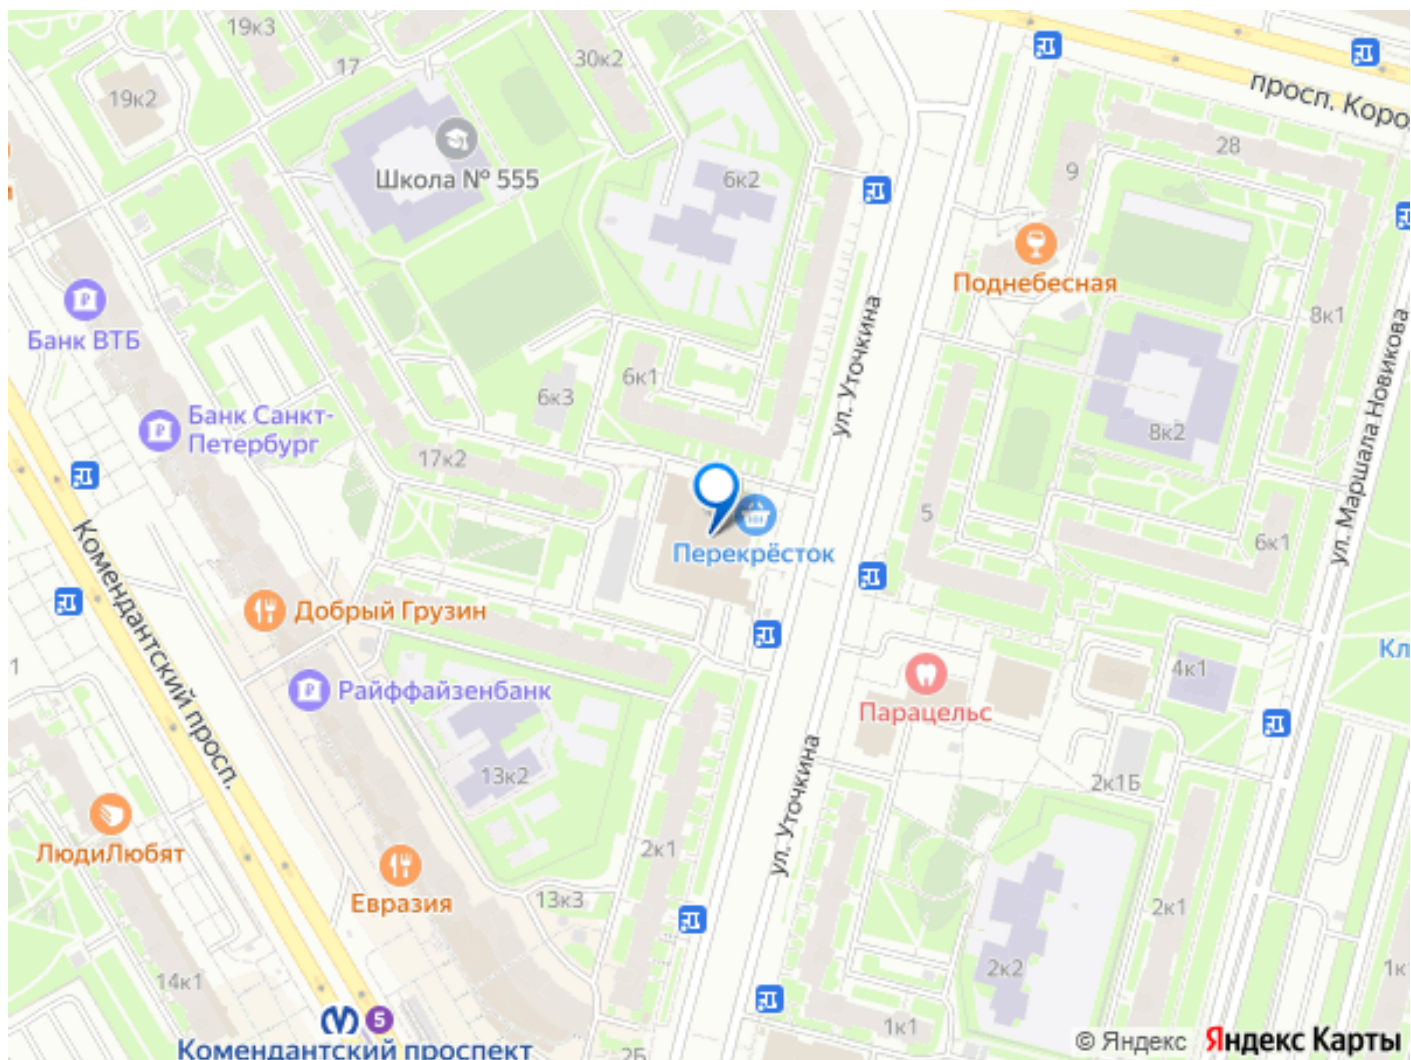 19к3
17
30к2
19к2
просп. Коро
28
9
Школа № 555
6к2
Поднебесная
8к1
Банк ВТБ
ул. Уточкина
ул. Маршала Новикова
6к1
6к3
Банк Санкт-
Петербург
8к2
17к2
5
6к1
Перекрёсток
Комендантский просп.
Добрый Грузин
1
Кл
4к1
Райффайзенбанк
Парацельс
13к2
ул. Уточкина
2к1Б
ЛюдиЛюбят
2к1
Евразия
13к3
2к1
14к1
2к2
1к
5
1к1
Комендантский проспект
2Б
© Яндекс Яндекс Карты